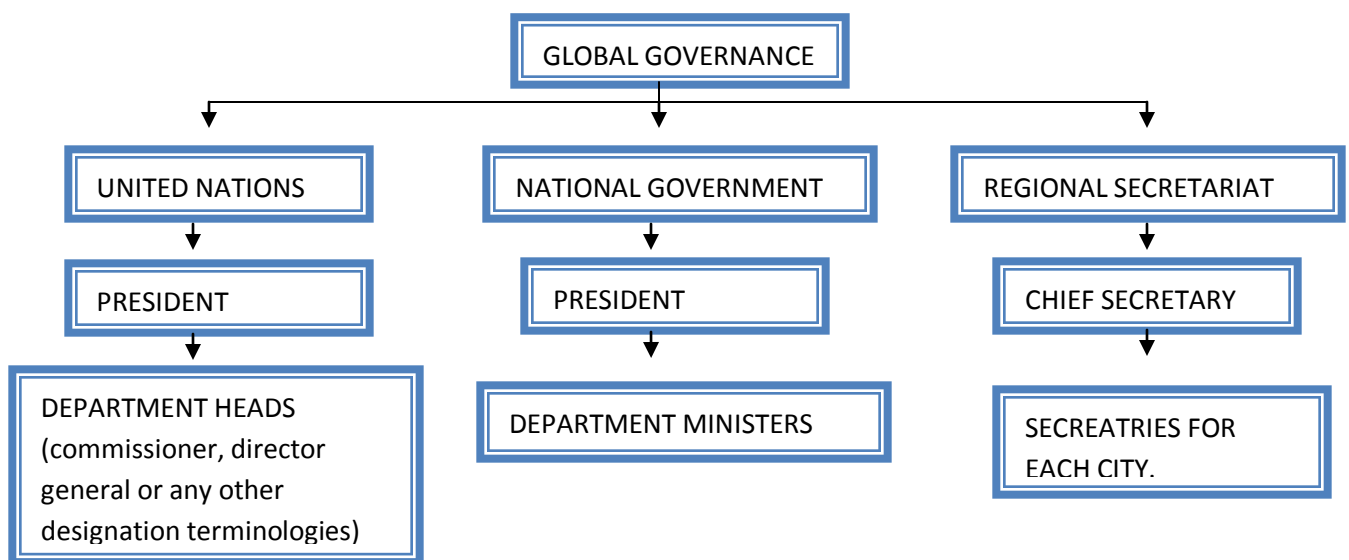 GLOBAL GOVERNANCE
UNITED NATIONS
NATIONAL GOVERNMENT
REGIONAL SECRETARIAT
PRESIDENT
PRESIDENT
CHIEF SECRETARY
DEPARTMENT HEADS
(commissioner, director
general or any other
designation terminologies)
DEPARTMENT MINISTERS
SECREATRIES FOR
EACH CITY.